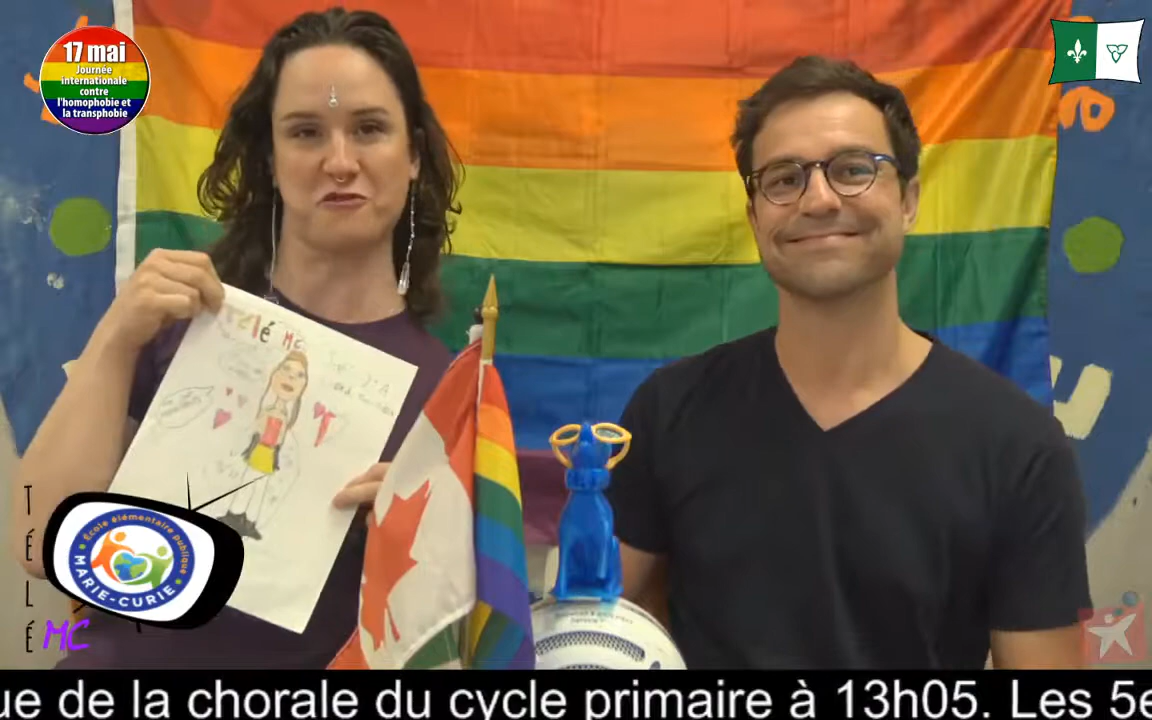 17 mai
Journée
internationale
contre
l'homophobie et
la transphobie
Télé MC
École élémentaire publique
MARIE-CURIE
TÉLÉ
MC
ue de la chorale du cycle primaire à 13h05. Les 5e